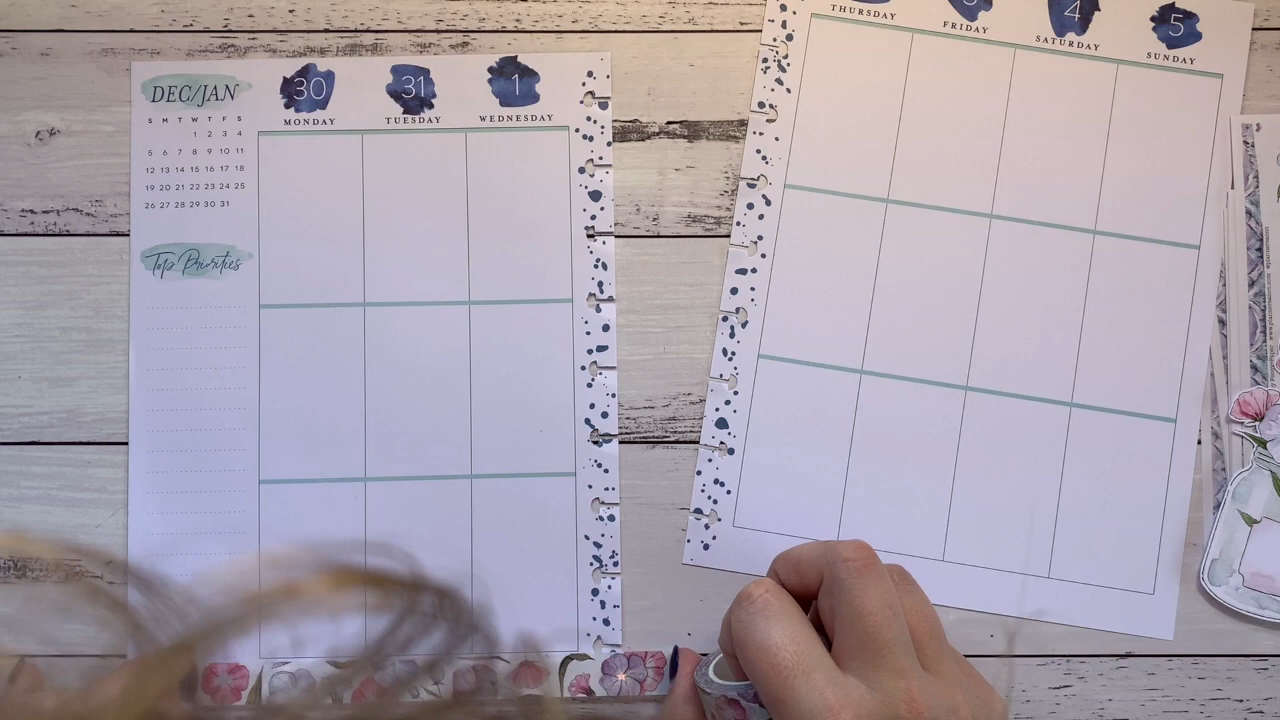 DEC/JAN
S M T W T F S
1 2 3 4
5 6 7 8 9 10 11
12 13 14 15 16 17 18
19 20 21 22 23 24 25
26 27 28 29 30 31
Top Priorities
30 31 1
MONDAY TUESDAY WEDNESDAY
4 5
THURSDAY FRIDAY SATURDAY SUNDAY